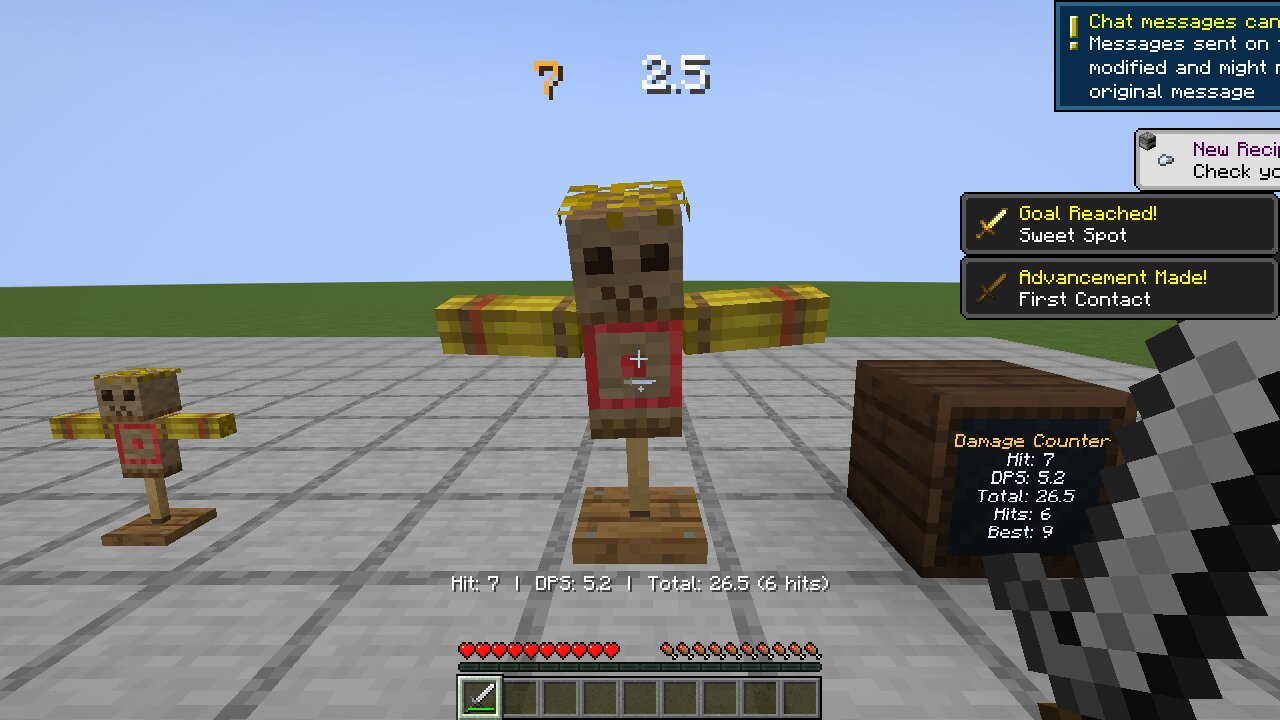 Chat messages can
Messages sent on
modified and might
original message
7
2.5
New Recip
Check yo
Goal Reached!
Sweet Spot
Advancement Made!
First Contact
Damage Counter
Hit: 7
DPS: 5.2
Total: 26.5
Hits: 6
Best: 9
Hit: 7 | DPS: 5.2 | Total: 26.5 (6 hits)